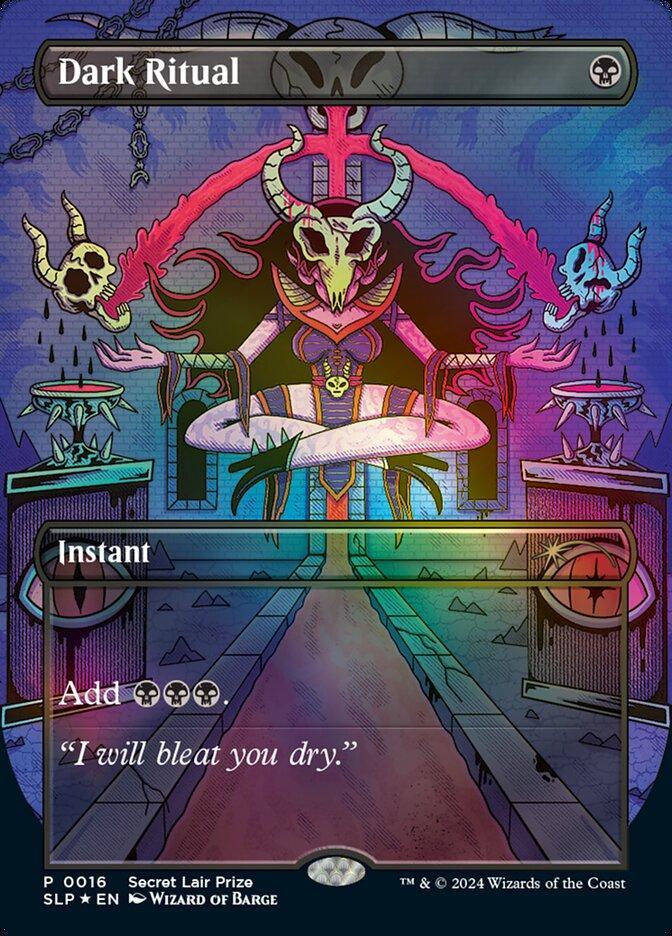 Dark Ritual
Instant
Add .
“I will bleat you dry.”
P 0016 Secret Lair Prize
SLP ★ EN Wizard of Barge
™ & © 2024 Wizards of the Coast